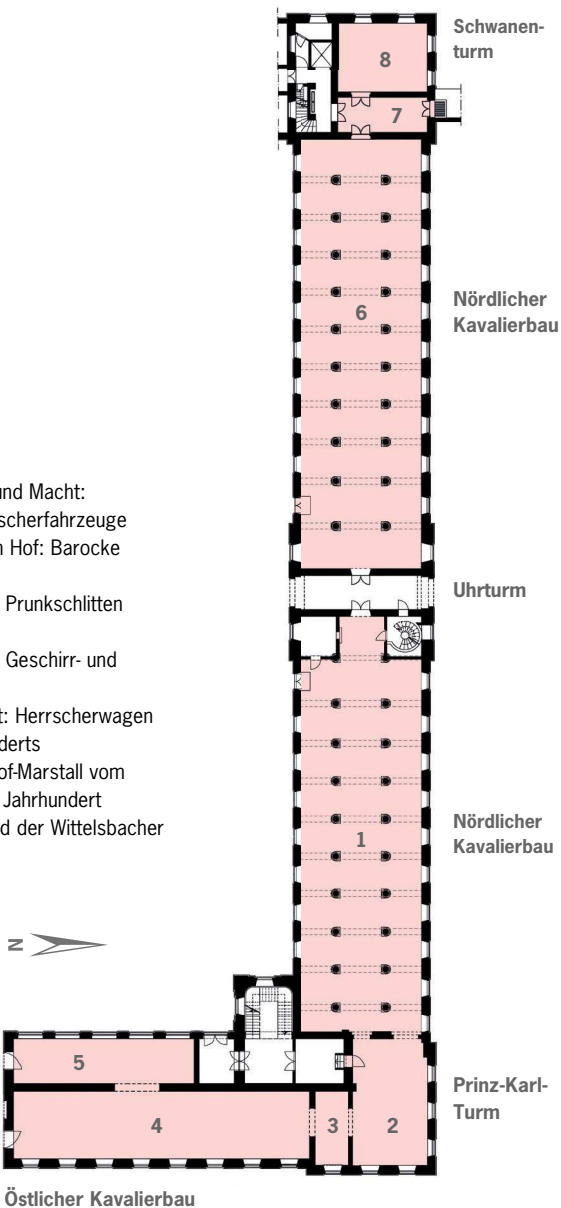 Schwanen-
turm
8
7
6
Nördlicher
Kavalierbau
und Macht:
scherfahrzeuge
Hof: Barocke
Uhrturm
Prunkschlitten
Geschirr- und
t: Herrscherwagen
derts
of-Marstall vom
Jahrhundert
d der Wittelsbacher
1
Nördlicher
Kavalierbau
N
5
4
3
2
Prinz-Karl-
Turm
Östlicher Kavalierbau